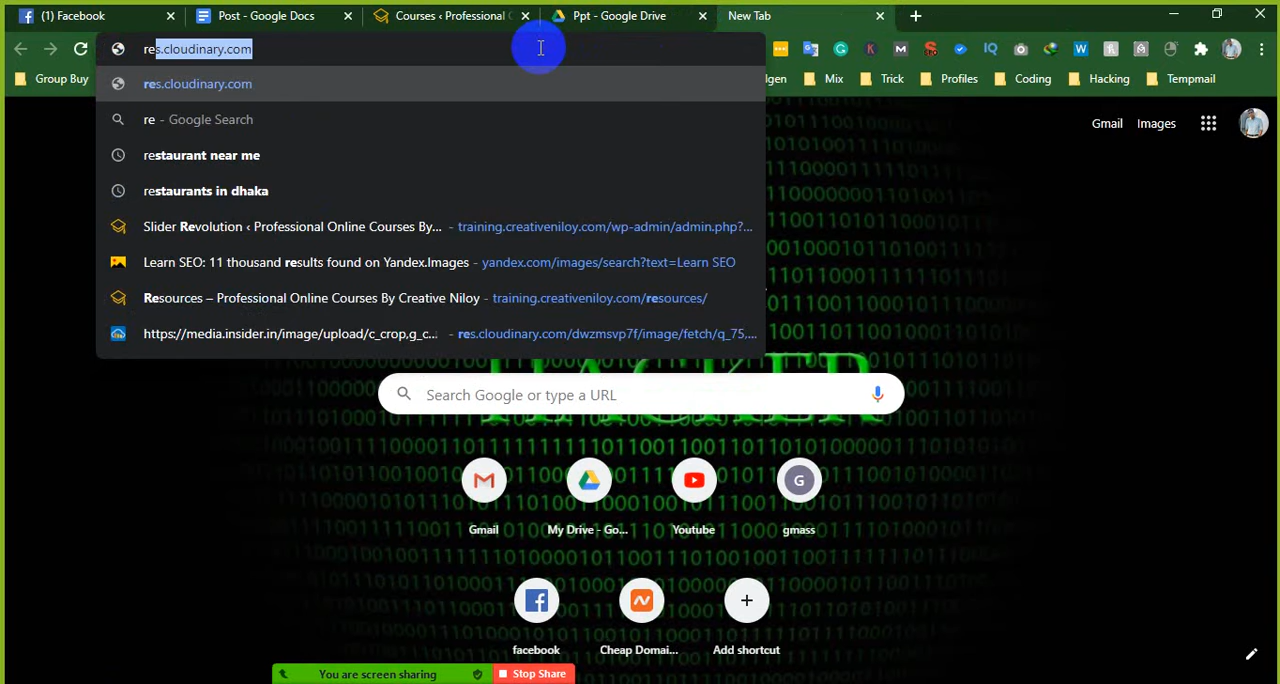 (1) Facebook
Post - Google Docs
Courses ‹ Professional
Ppt - Google Drive
New Tab
res.cloudinary.com
Group Buy
Mix
Trick
Profiles
Coding
Hacking
Tempmail
res.cloudinary.com
re - Google Search
restaurant near me
restaurants in dhaka
Slider Revolution ‹ Professional Online Courses By... - training.creativeniloy.com/wp-admin/admin.php?...
Learn SEO: 11 thousand results found on Yandex.Images - yandex.com/images/search?text=Learn SEO
Resources – Professional Online Courses By Creative Niloy - training.creativeniloy.com/resources/
https://media.insider.in/image/upload/c_crop,g_c... - res.cloudinary.com/dwzmsvp7f/image/fetch/q_75,...
Gmail
Images
HACKER
Search Google or type a URL
Gmail
My Drive - Go...
Youtube
G
gmass
facebook
Cheap Domai...
Add shortcut
You are screen sharing
Stop Share